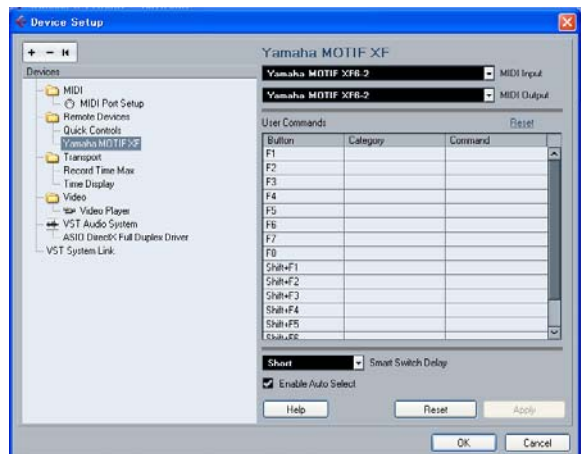 Device Setup
Devices
MIDI
MIDI Port Setup
Remote Devices
Quick Controls
Yamaha MOTIF XF
Transport
Record Time Max
Time Display
Video
Video Player
VST Audio System
ASIO DirectX Full Duplex Driver
VST System Link
Yamaha MOTIF XF
Yamaha MOTIF XF6-2 MIDI Input
Yamaha MOTIF XF6-2 MIDI Output
User Commands Reset
Button Category Command
F1
F2
F3
F4
F5
F6
F7
F8
Shift+F1
Shift+F2
Shift+F3
Shift+F4
Shift+F5
Shift+F6
Short Smart Switch Delay
Enable Auto Select
Help Reset Apply
OK Cancel